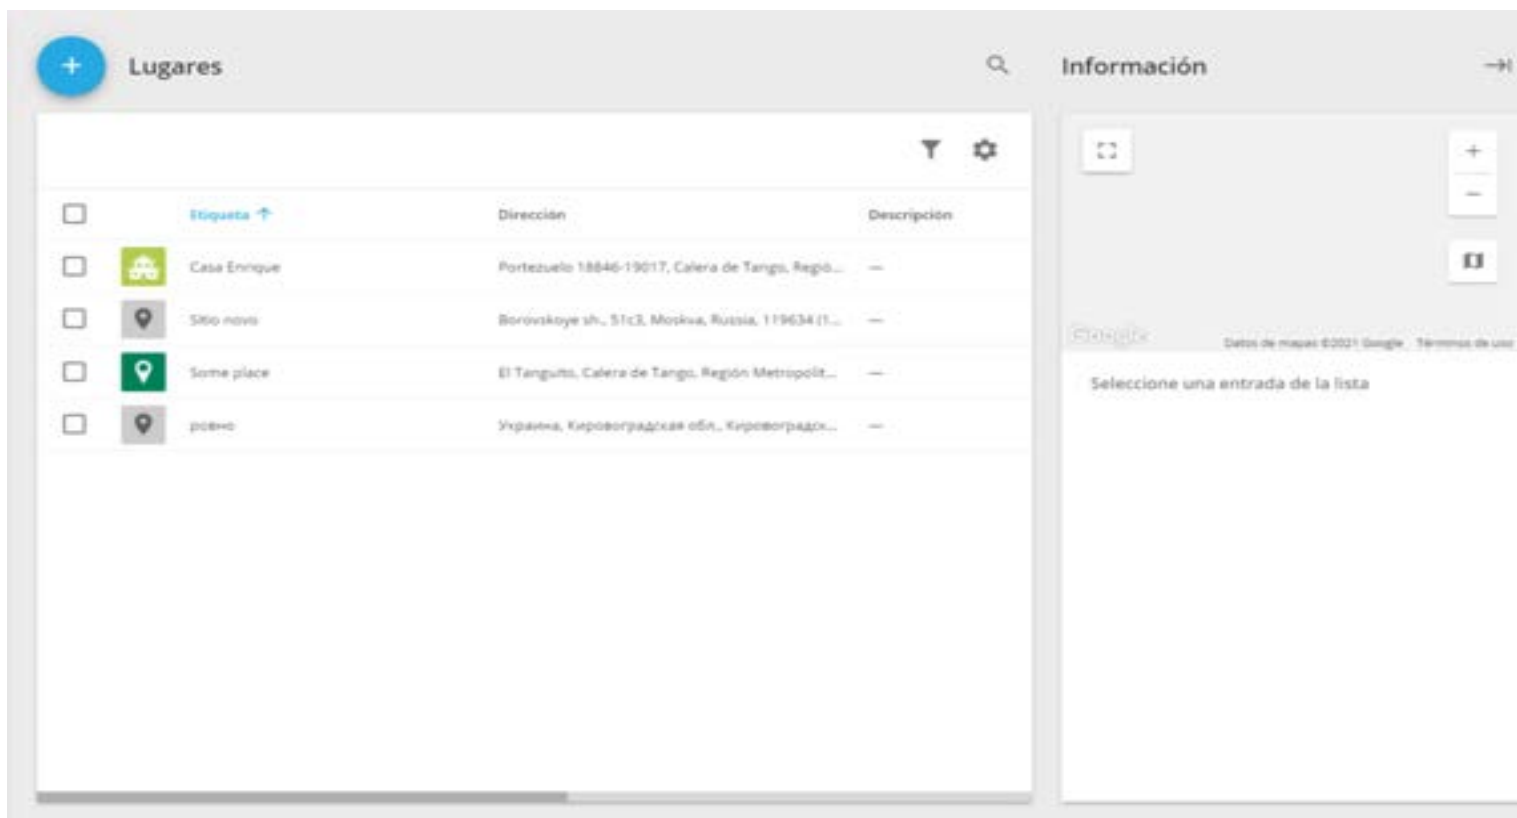 Lugares
Información
Etiqueta
Dirección
Descripción
Casa Enrique
Portezuelo 18846-19017, Calera de Tango, Regió... —
Sitio novo
Borovskoye sh., 51c3, Moskva, Russia, 119634 (1... —
Some place
El Tanguito, Calera de Tango, Región Metropolit... —
ровно
Украина, Кировоградская обл., Кировоградск... —
Google
Datos de mapas ©2021 Google
Términos de uso
Seleccione una entrada de la lista